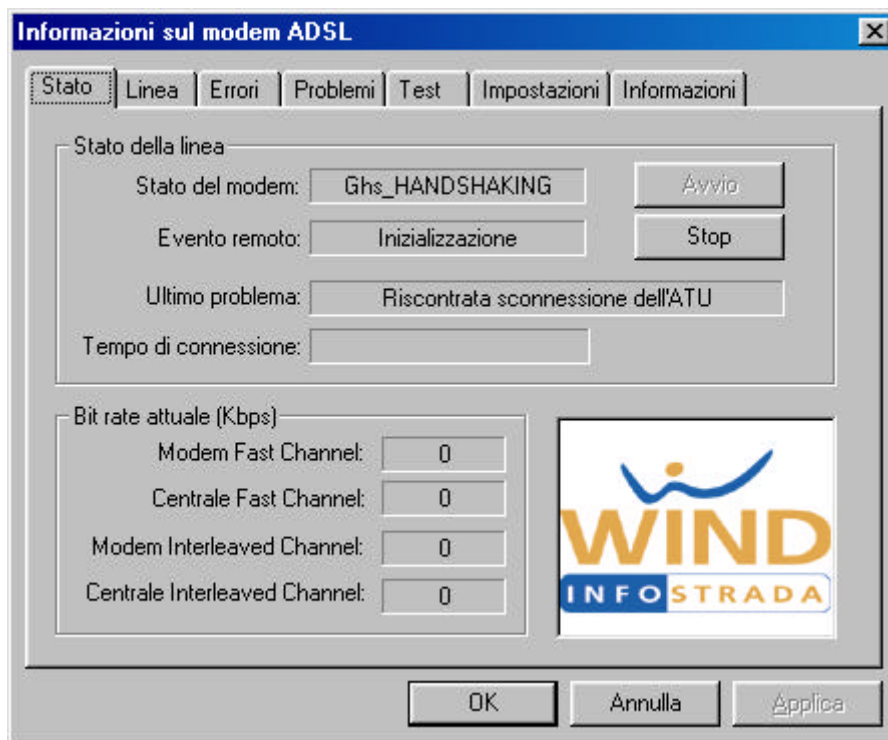 Informazioni sul modem ADSL
Stato Linea Errori Problemi Test Impostazioni Informazioni
Stato della linea
Stato del modem: Ghs_HANDSHAKING Avvio
Evento remoto: Inizializzazione Stop
Ultimo problema: Riscontrata sconnessione dell'ATU
Tempo di connessione:
Bit rate attuale (Kbps)
Modem Fast Channel: 0
Centrale Fast Channel: 0
Modem Interleaved Channel: 0
Centrale Interleaved Channel: 0
WIND
INFOSTRADA
OK Annulla Applica